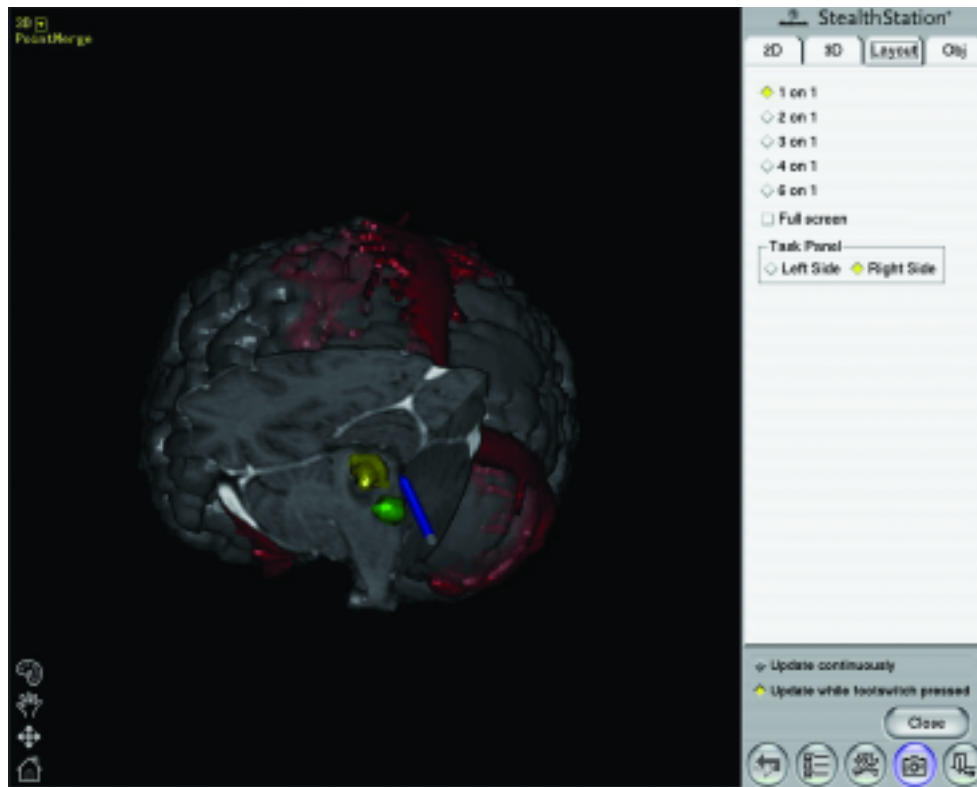 3D
PointMerge
StealthStation
2D 3D Layout Obj
1 on 1
2 on 1
3 on 1
4 on 1
6 on 1
Full screen
Task Panel
Left Side Right Side
Update continuously
Update while footswitch pressed
Close